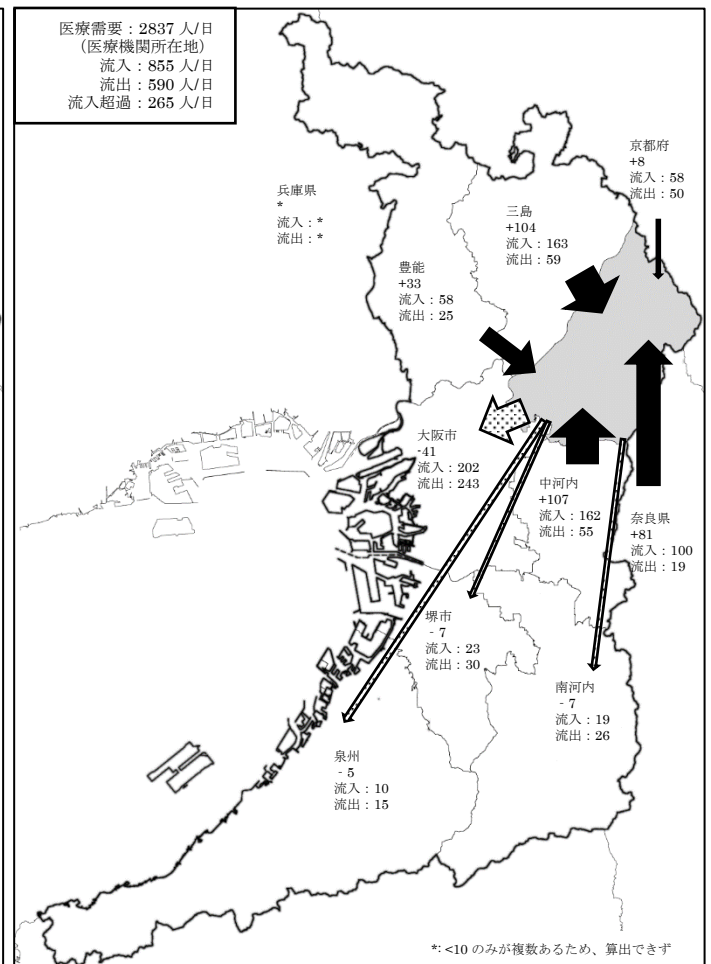 医療需要：2837 人/日
（医療機関所在地）
流入：855 人/日
流出：590 人/日
流入超過：265 人/日
京都府
+8
流入：58
流出：50
兵庫県
*
流入：*
流出：*
三島
+104
流入：163
流出：59
豊能
+33
流入：58
流出：25
大阪市
-41
流入：202
流出：243
中河内
+107
流入：162
流出：55
奈良県
+81
流入：100
流出：19
堺市
- 7
流入：23
流出：30
南河内
- 7
流入：19
流出：26
泉州
- 5
流入：10
流出：15
*: <10 のみが複数あるため、算出できず